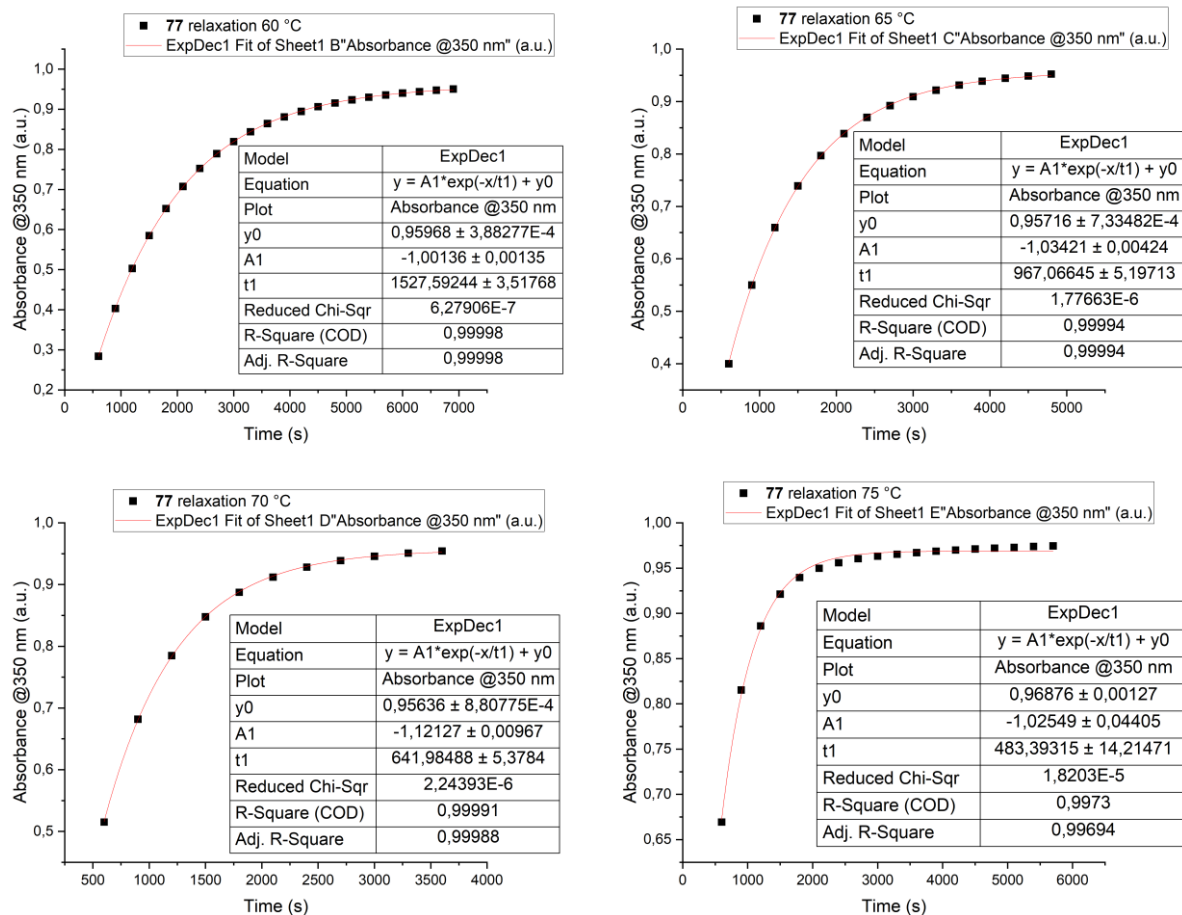 77 relaxation 60 °C
ExpDec1 Fit of Sheet1 B"Absorbance @350 nm" (a.u.)
1,0
0,9
0,8
0,7
0,6
0,5
0,4
0,3
0,2
Absorbance @350 nm (a.u.)
0 1000 2000 3000 4000 5000 6000 7000
Time (s)
Model ExpDec1
Equation y = A1*exp(-x/t1) + y0
Plot Absorbance @350 nm
y0 0,95968 ± 3,88277E-4
A1 -1,00136 ± 0,00135
t1 1527,59244 ± 3,51768
Reduced Chi-Sqr 6,27906E-7
R-Square (COD) 0,99998
Adj. R-Square 0,99998
77 relaxation 65 °C
ExpDec1 Fit of Sheet1 C"Absorbance @350 nm" (a.u.)
1,0
0,9
0,8
0,7
0,6
0,5
0,4
Absorbance @350 nm (a.u.)
0 1000 2000 3000 4000 5000
Time (s)
Model ExpDec1
Equation y = A1*exp(-x/t1) + y0
Plot Absorbance @350 nm
y0 0,95716 ± 7,33482E-4
A1 -1,03421 ± 0,00424
t1 967,06645 ± 5,19713
Reduced Chi-Sqr 1,77663E-6
R-Square (COD) 0,99994
Adj. R-Square 0,99994
77 relaxation 70 °C
ExpDec1 Fit of Sheet1 D"Absorbance @350 nm" (a.u.)
1,0
0,9
0,8
0,7
0,6
0,5
Absorbance @350 nm (a.u.)
500 1000 1500 2000 2500 3000 3500 4000
Time (s)
Model ExpDec1
Equation y = A1*exp(-x/t1) + y0
Plot Absorbance @350 nm
y0 0,95636 ± 8,80775E-4
A1 -1,12127 ± 0,00967
t1 641,98488 ± 5,3784
Reduced Chi-Sqr 2,24393E-6
R-Square (COD) 0,99991
Adj. R-Square 0,99988
77 relaxation 75 °C
ExpDec1 Fit of Sheet1 E"Absorbance @350 nm" (a.u.)
1,00
0,95
0,90
0,85
0,80
0,75
0,70
0,65
Absorbance @350 nm (a.u.)
0 1000 2000 3000 4000 5000 6000
Time (s)
Model ExpDec1
Equation y = A1*exp(-x/t1) + y0
Plot Absorbance @350 nm
y0 0,96876 ± 0,00127
A1 -1,02549 ± 0,04405
t1 483,39315 ± 14,21471
Reduced Chi-Sqr 1,8203E-5
R-Square (COD) 0,9973
Adj. R-Square 0,99694